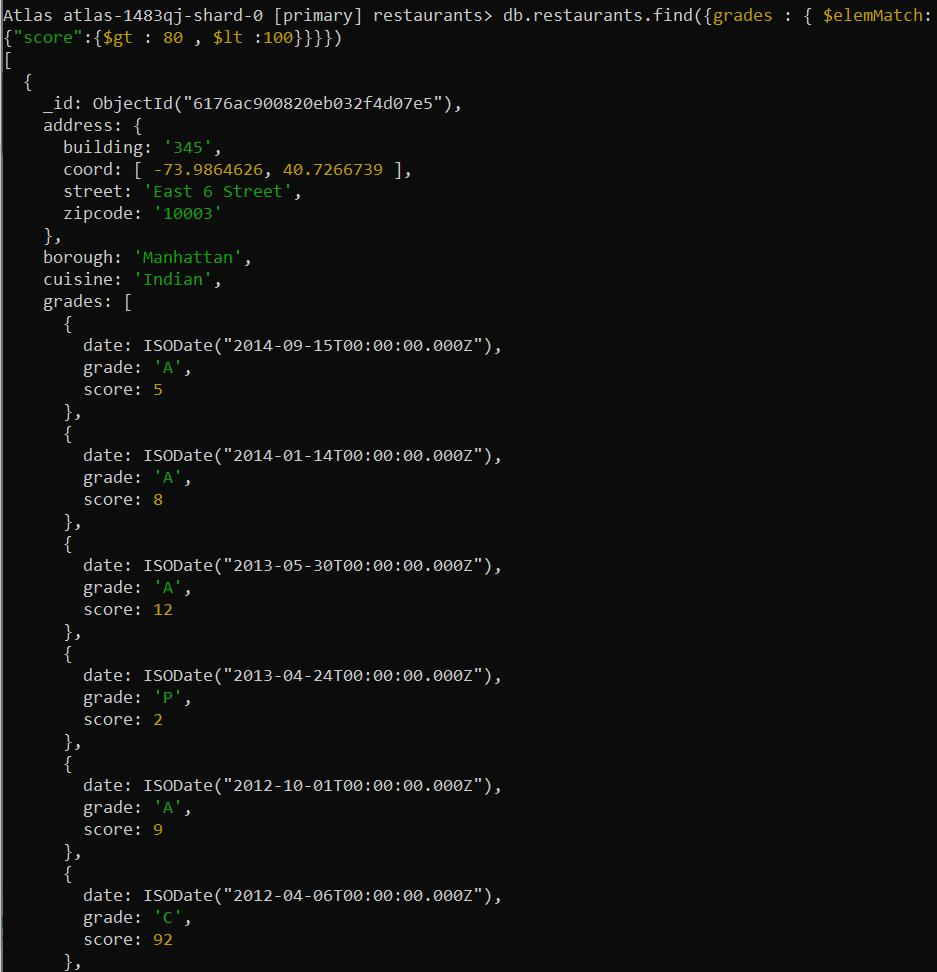 Atlas atlas-1483qj-shard-0 [primary] restaurants> db.restaurants.find({grades : { $elemMatch:
{"score":{$gt : 80 , $lt :100}}}})
[
  {
    _id: ObjectId("6176ac900820eb032f4d07e5"),
    address: {
      building: '345',
      coord: [ -73.9864626, 40.7266739 ],
      street: 'East 6 Street',
      zipcode: '10003'
    },
    borough: 'Manhattan',
    cuisine: 'Indian',
    grades: [
      {
        date: ISODate("2014-09-15T00:00:00.000Z"),
        grade: 'A',
        score: 5
      },
      {
        date: ISODate("2014-01-14T00:00:00.000Z"),
        grade: 'A',
        score: 8
      },
      {
        date: ISODate("2013-05-30T00:00:00.000Z"),
        grade: 'A',
        score: 12
      },
      {
        date: ISODate("2013-04-24T00:00:00.000Z"),
        grade: 'P',
        score: 2
      },
      {
        date: ISODate("2012-10-01T00:00:00.000Z"),
        grade: 'A',
        score: 9
      },
      {
        date: ISODate("2012-04-06T00:00:00.000Z"),
        grade: 'C',
        score: 92
      },